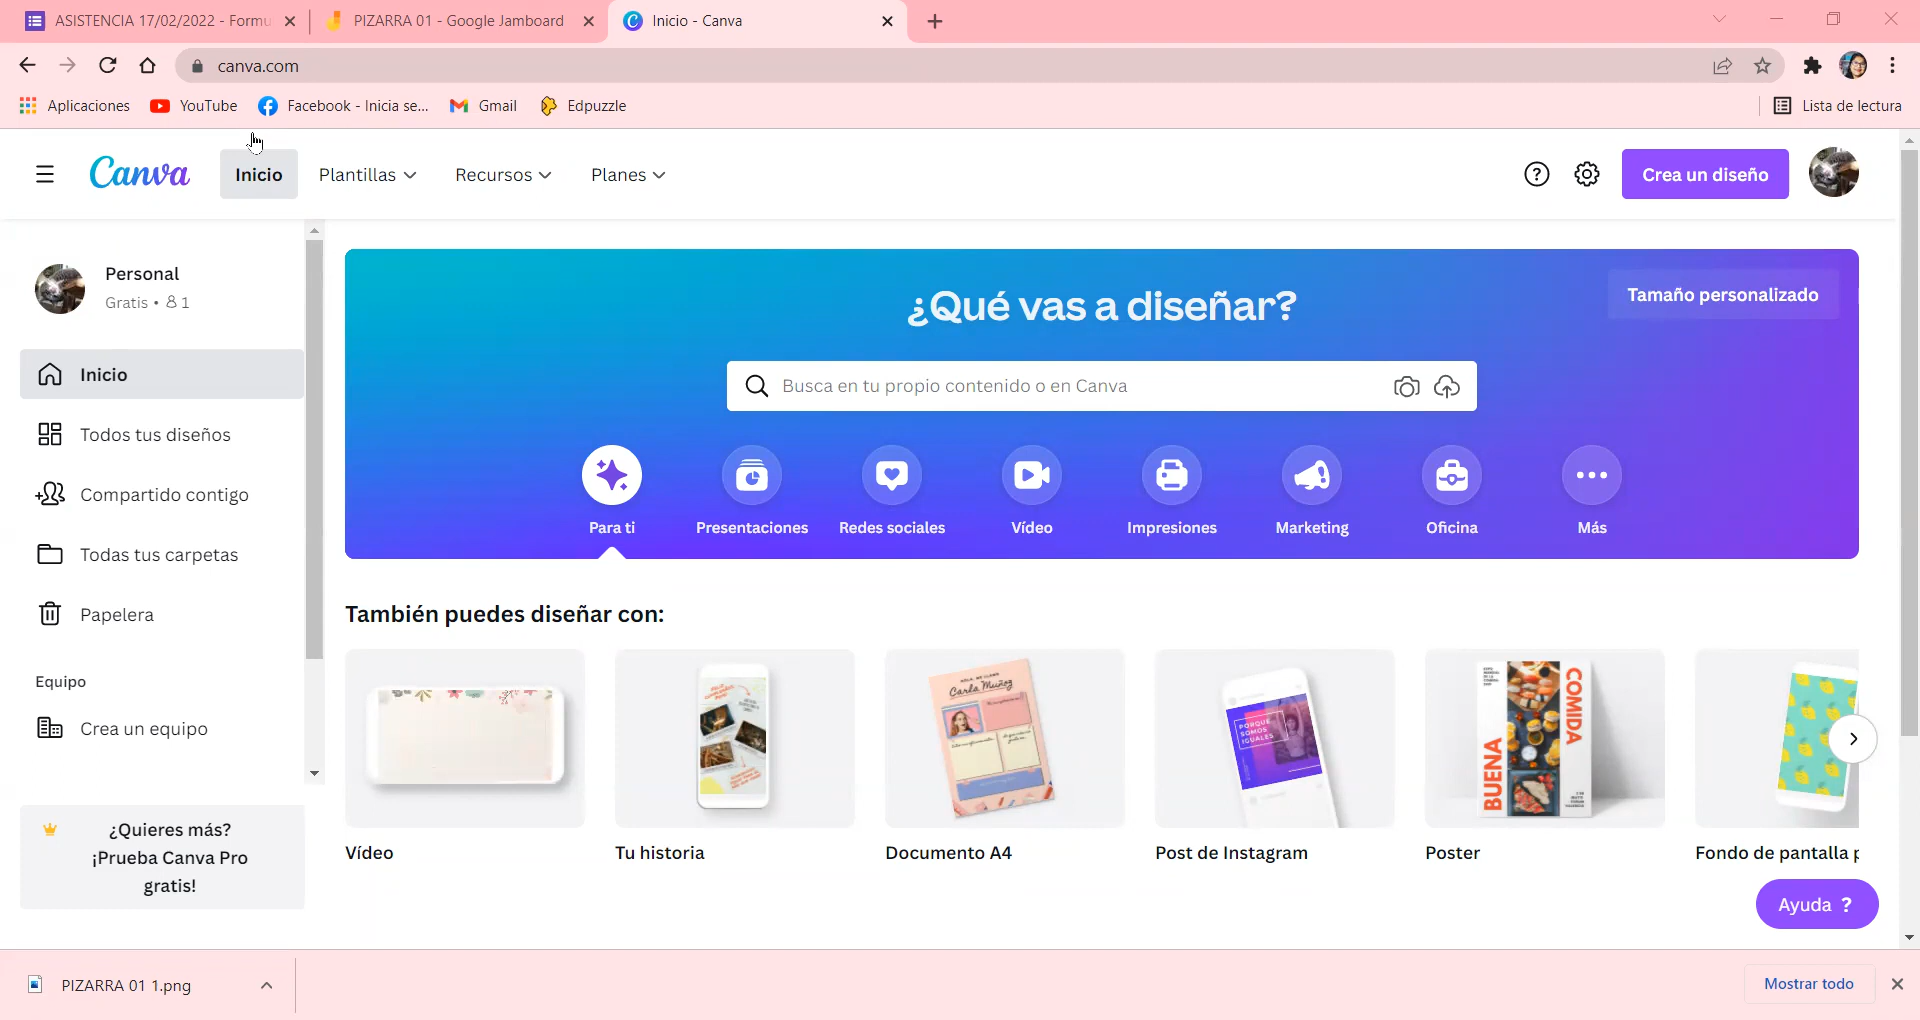 ASISTENCIA 17/02/2022 - Formu
PIZARRA 01 - Google Jamboard
Inicio - Canva
canva.com
Aplicaciones
YouTube
Facebook - Inicia se...
Gmail
Edpuzzle
Lista de lectura
Canva
Inicio
Plantillas
Recursos
Planes
Crea un diseño
Personal
Gratis • 1
Inicio
Todos tus diseños
Compartido contigo
Todas tus carpetas
Papelera
Equipo
Crea un equipo
¿Quieres más?
¡Prueba Canva Pro
gratis!
¿Qué vas a diseñar?
Tamaño personalizado
Busca en tu propio contenido o en Canva
Para ti
Presentaciones
Redes sociales
Vídeo
Impresiones
Marketing
Oficina
Más
También puedes diseñar con:
Carla Muñoz
PORQUE
SOMOS
IGUALES
BUENA
COMIDA
Vídeo
Tu historia
Documento A4
Post de Instagram
Poster
Fondo de pantalla p
Ayuda ?
PIZARRA 01 1.png
Mostrar todo